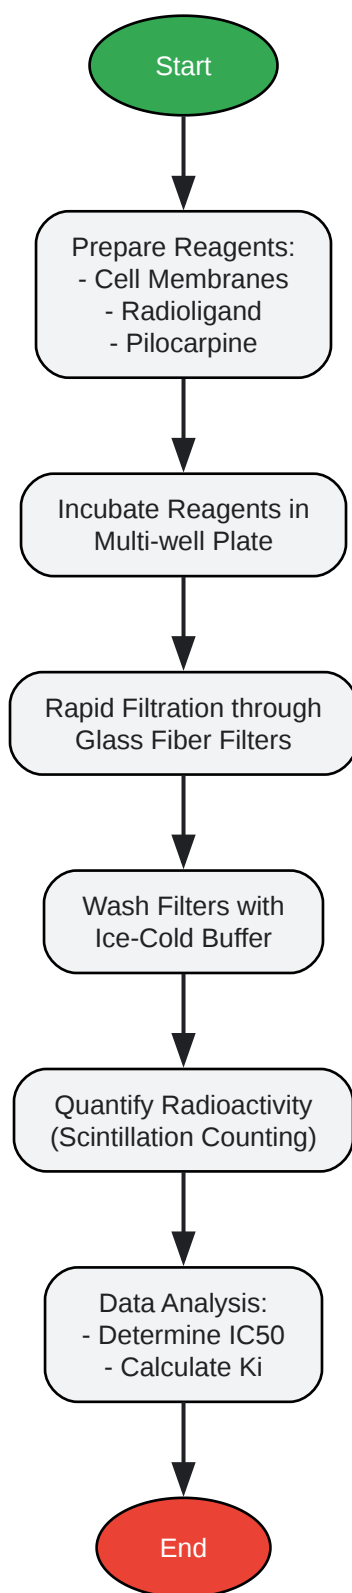 Start
Prepare Reagents:
- Cell Membranes
- Radioligand
- Pilocarpine
Incubate Reagents in
Multi-well Plate
Rapid Filtration through
Glass Fiber Filters
Wash Filters with
Ice-Cold Buffer
Quantify Radioactivity
(Scintillation Counting)
Data Analysis:
- Determine IC50
- Calculate Ki
End